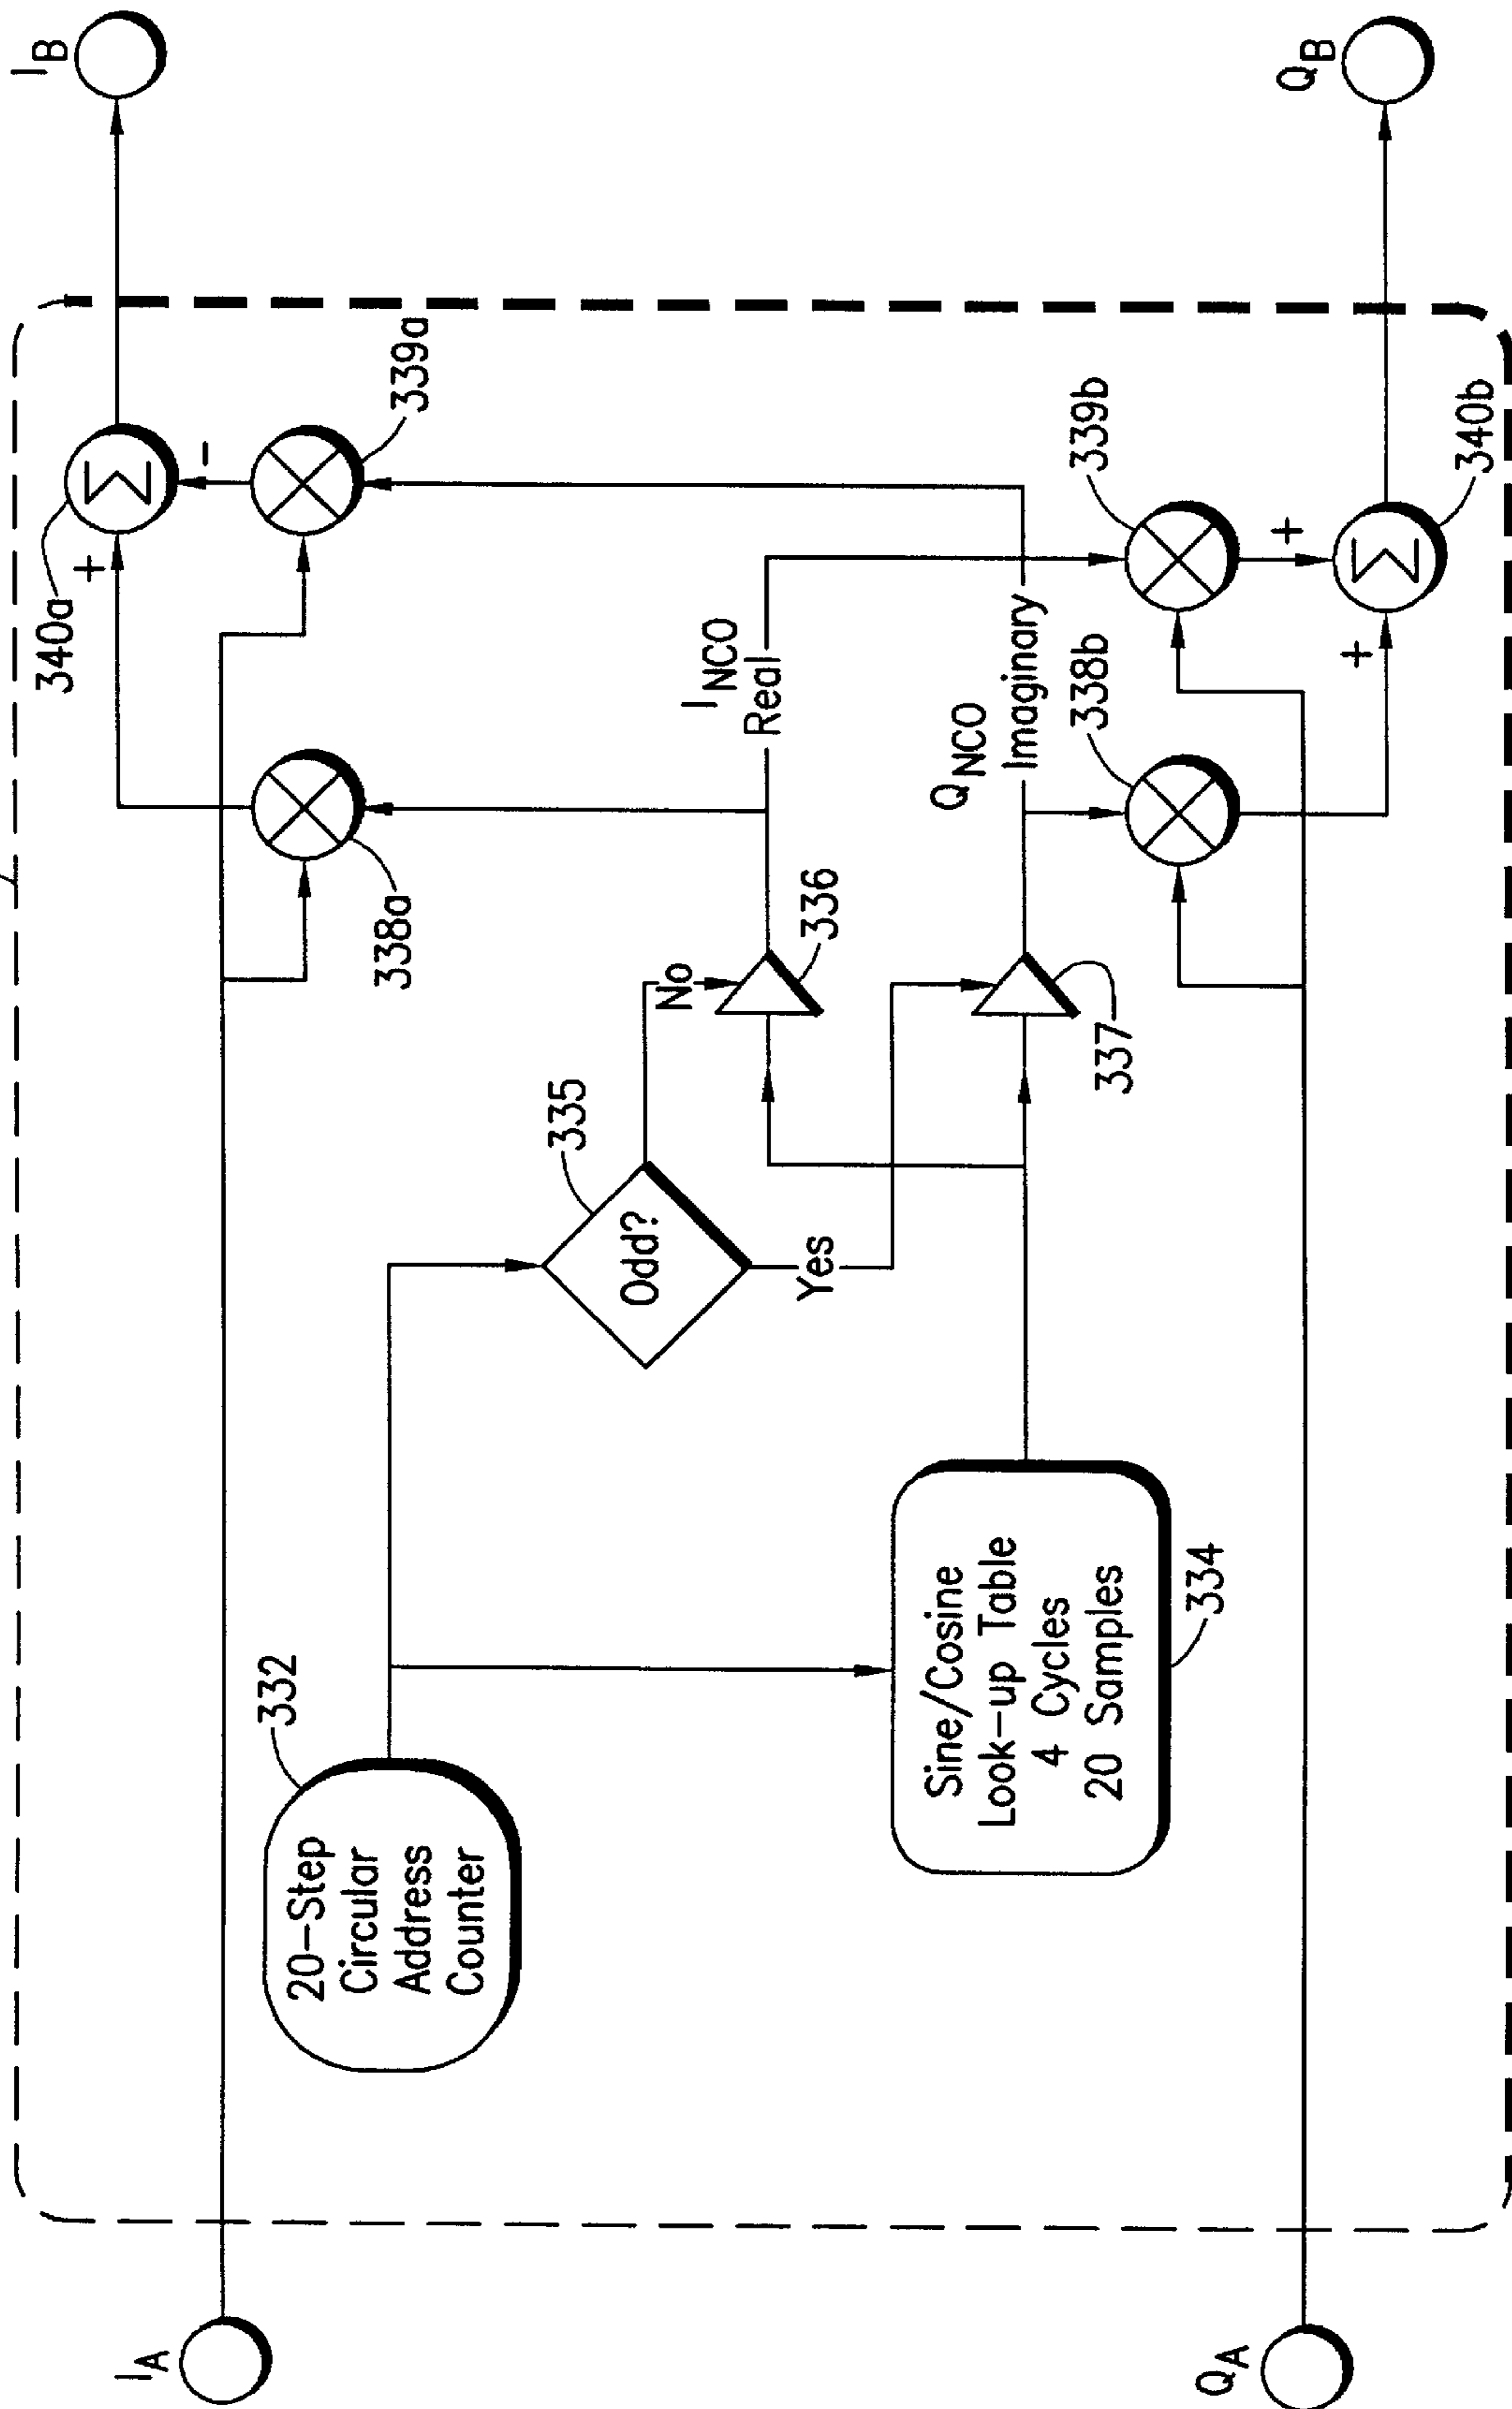 I_A
I_B
340a
+
-
339a
338a
332
20-Step
Circular
Address
Counter
335
Odd?
No
Yes
336
I_NCO
Real
Q_NCO
Imaginary
337
Sine/Cosine
Look-up Table
4 Cycles
20 Samples
334
338b
339b
+
+
340b
Q_A
Q_B